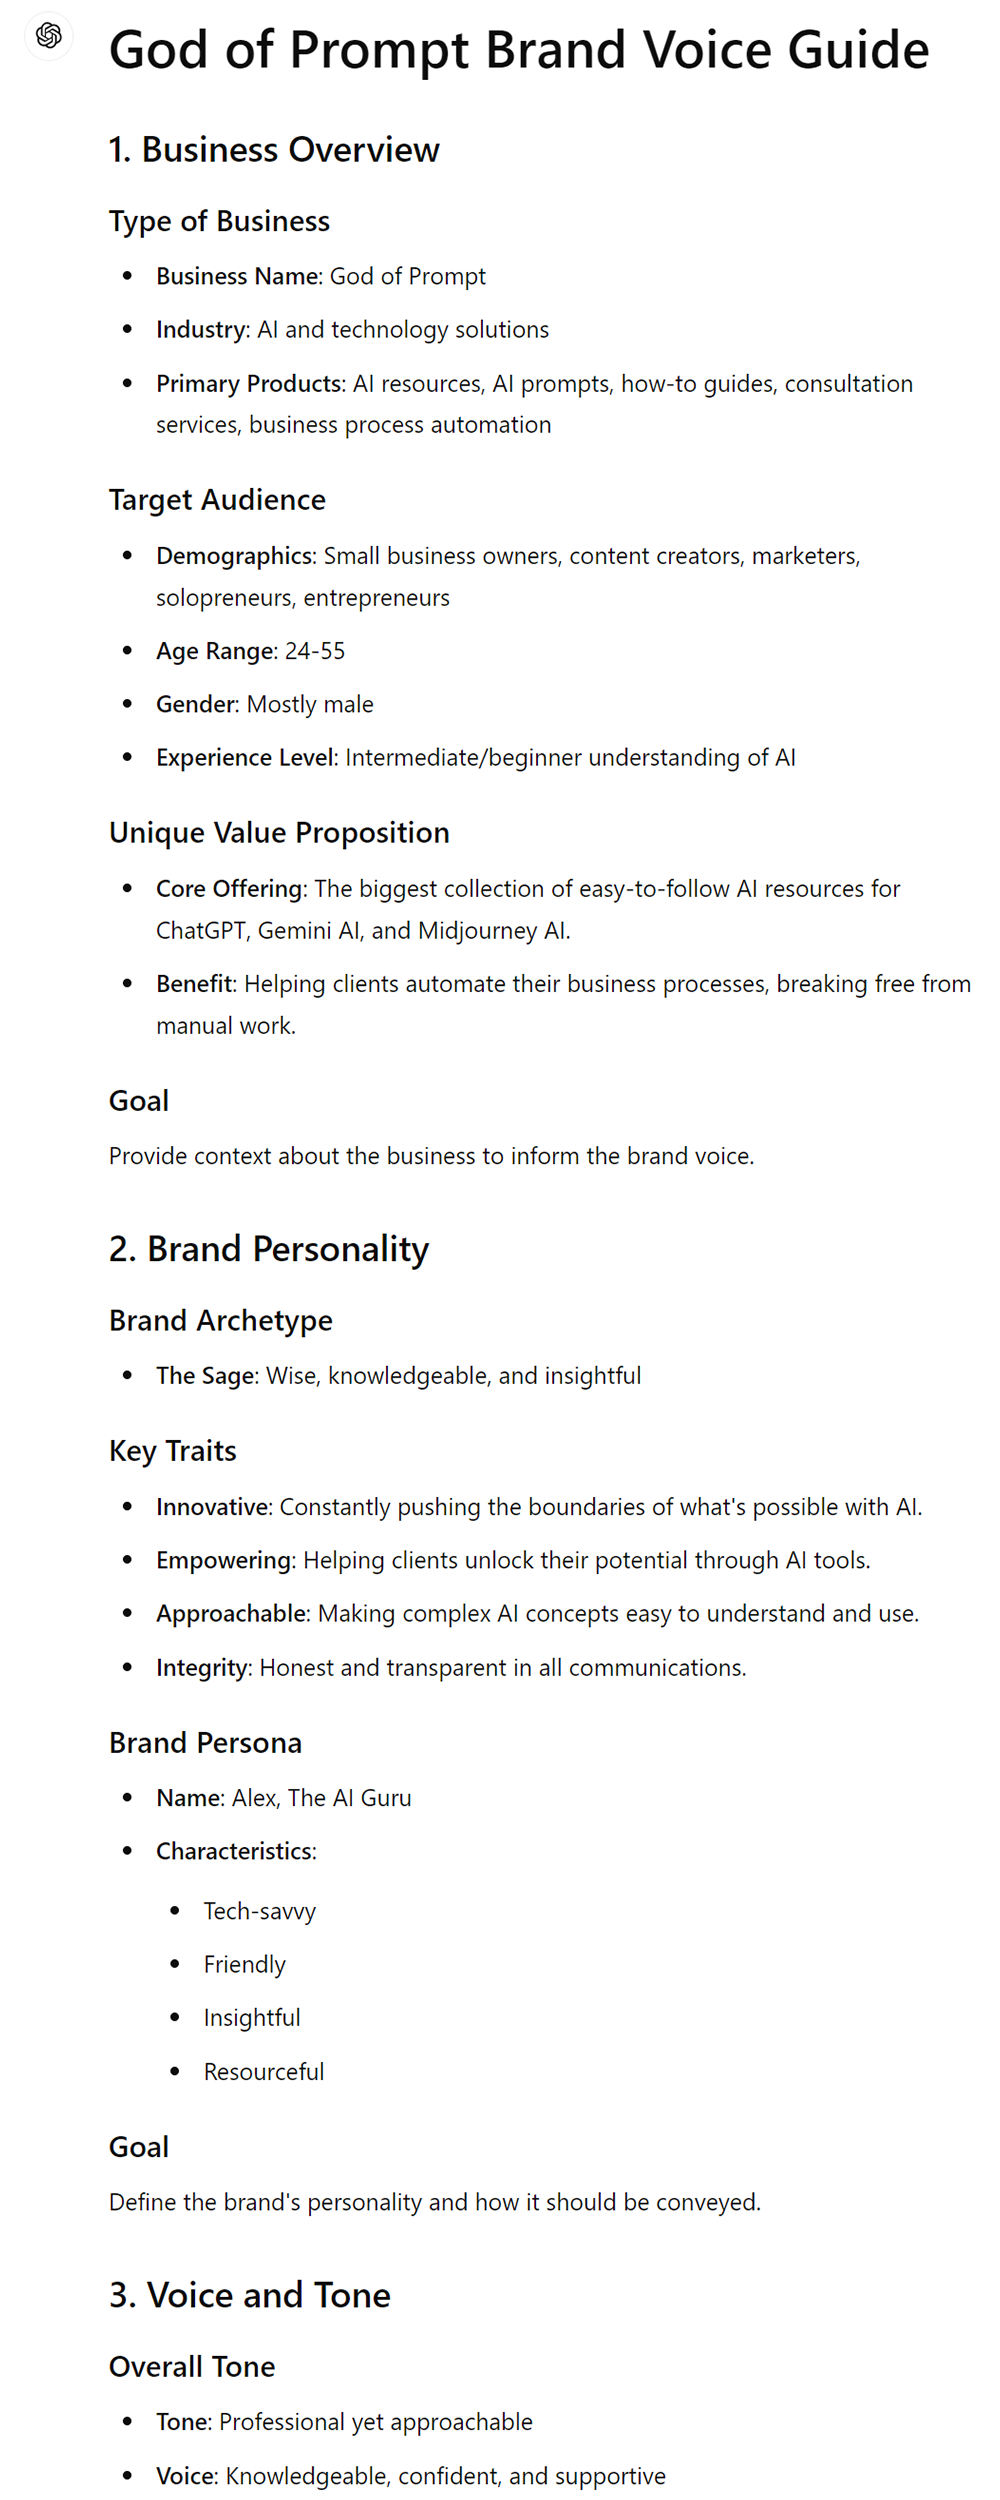 God of Prompt Brand Voice Guide
1. Business Overview
Type of Business
• Business Name: God of Prompt
• Industry: AI and technology solutions
• Primary Products: AI resources, AI prompts, how-to guides, consultation
services, business process automation
Target Audience
• Demographics: Small business owners, content creators, marketers,
solopreneurs, entrepreneurs
• Age Range: 24-55
• Gender: Mostly male
• Experience Level: Intermediate/beginner understanding of AI
Unique Value Proposition
• Core Offering: The biggest collection of easy-to-follow AI resources for
ChatGPT, Gemini AI, and Midjourney AI.
• Benefit: Helping clients automate their business processes, breaking free from
manual work.
Goal
Provide context about the business to inform the brand voice.
2. Brand Personality
Brand Archetype
• The Sage: Wise, knowledgeable, and insightful
Key Traits
• Innovative: Constantly pushing the boundaries of what's possible with AI.
• Empowering: Helping clients unlock their potential through AI tools.
• Approachable: Making complex AI concepts easy to understand and use.
• Integrity: Honest and transparent in all communications.
Brand Persona
• Name: Alex, The AI Guru
• Characteristics:
• Tech-savvy
• Friendly
• Insightful
• Resourceful
Goal
Define the brand's personality and how it should be conveyed.
3. Voice and Tone
Overall Tone
• Tone: Professional yet approachable
• Voice: Knowledgeable, confident, and supportive